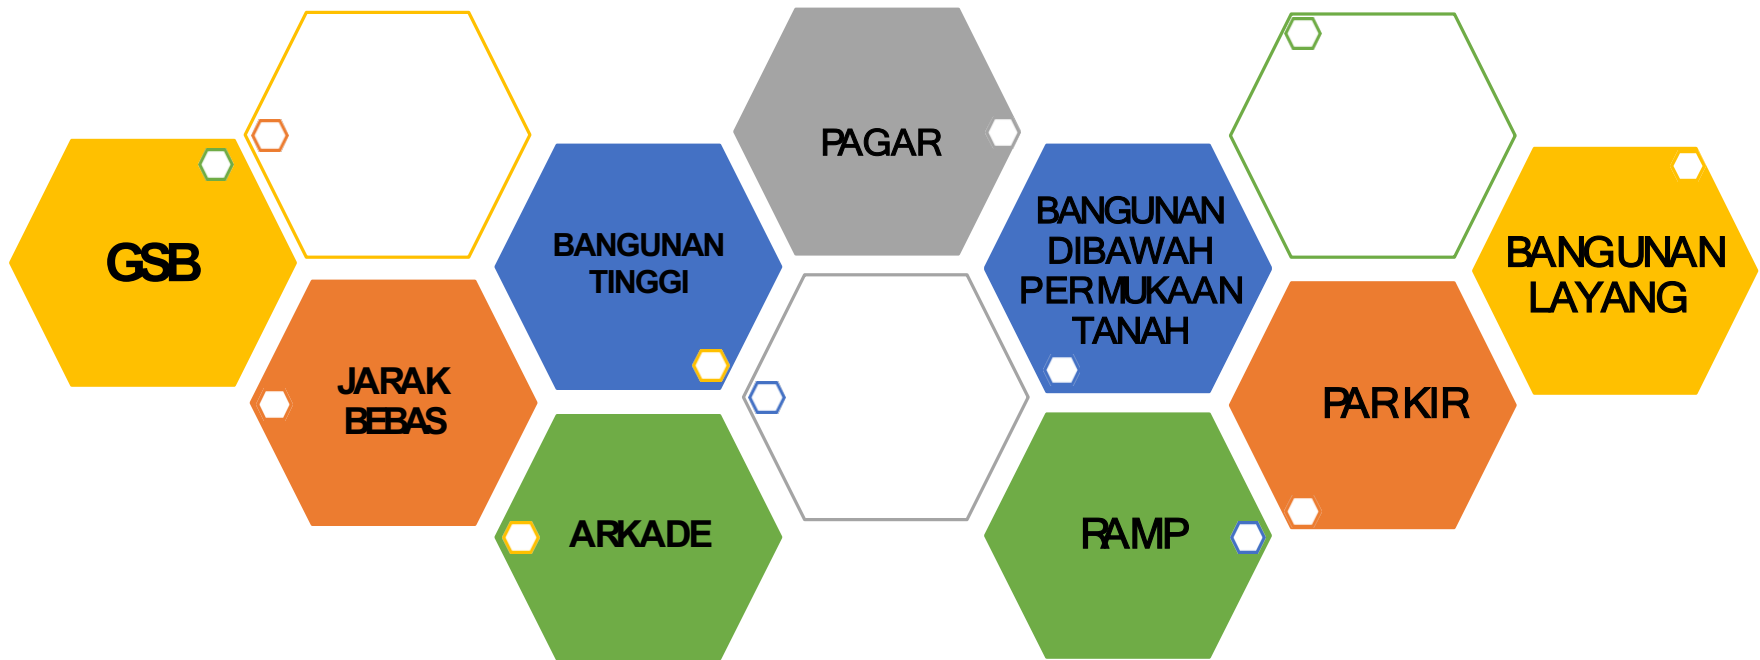 GSB
JARAK
BEBAS
BANGUNAN
TINGGI
ARKADE
PAGAR
BANGUNAN
DIBAWAH
PERMUKAAN
TANAH
RAMP
PARKIR
BANGUNAN
LAYANG